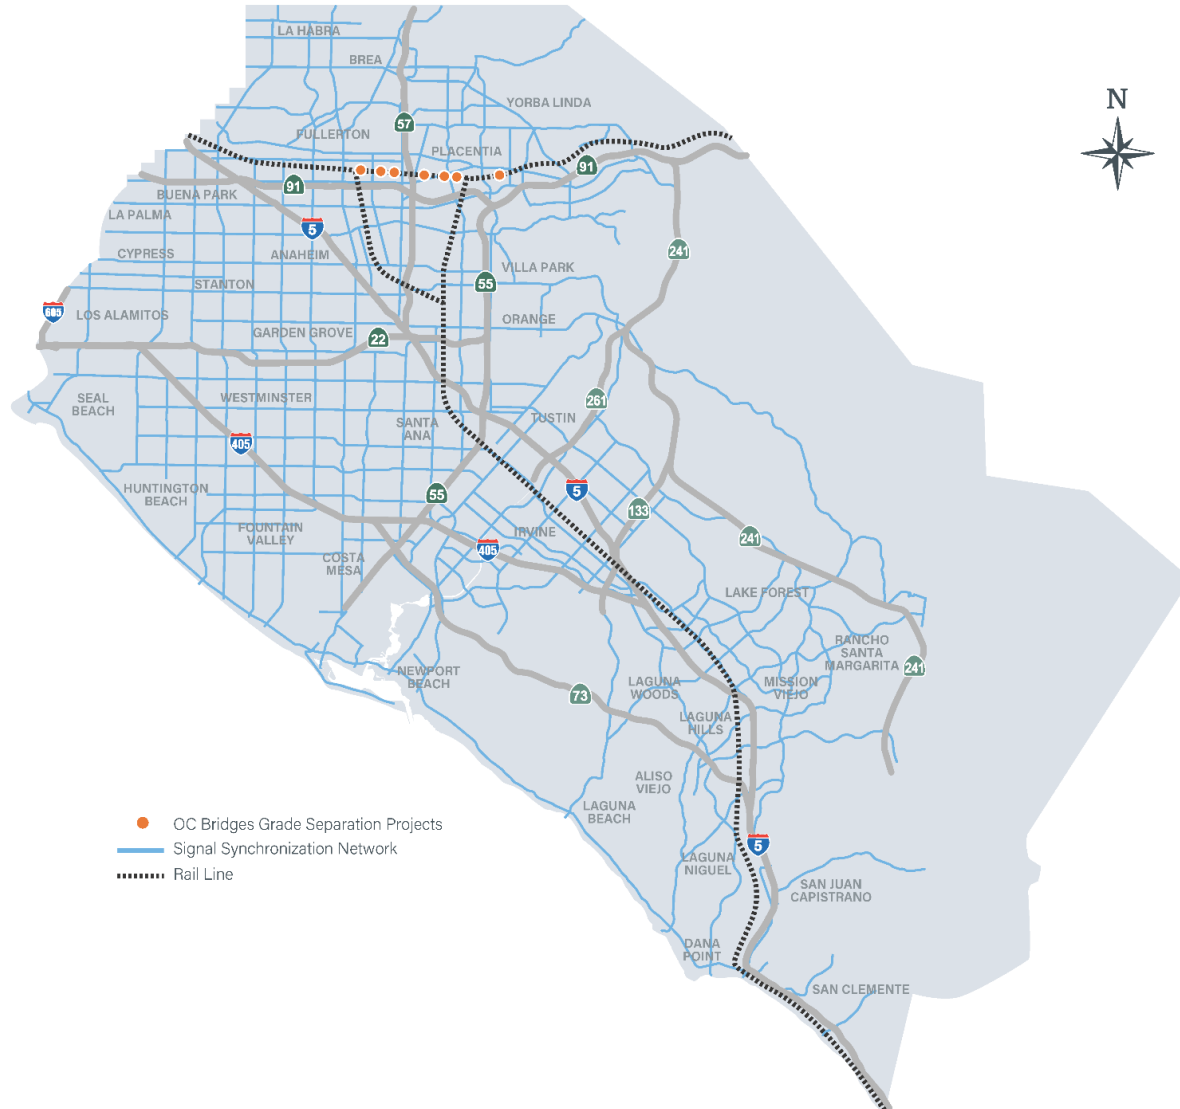 LA HABRA
BREA
N
YORBA LINDA
57
FULLERTON
PLACENTIA
91
91
BUENA PARK
LA PALMA
5
241
CYPRESS
ANAHEIM
VILLA PARK
STANTON
55
605
LOS ALAMITOS
ORANGE
GARDEN GROVE
22
SEAL
BEACH
WESTMINSTER
261
TUSTIN
SANTA
ANA
405
HUNTINGTON
BEACH
55
5
133
FOUNTAIN
VALLEY
IRVINE
241
405
COSTA
MESA
LAKE FOREST
RANCHO
SANTA
MARGARITA
241
NEWPORT
BEACH
73
LAGUNA
WOODS
MISSION
VIEJO
LAGUNA
HILLS
ALISO
VIEJO
LAGUNA
BEACH
OC Bridges Grade Separation Projects
Signal Synchronization Network
Rail Line
5
LAGUNA
NIGUEL
SAN JUAN
CAPISTRANO
DANA
POINT
SAN CLEMENTE